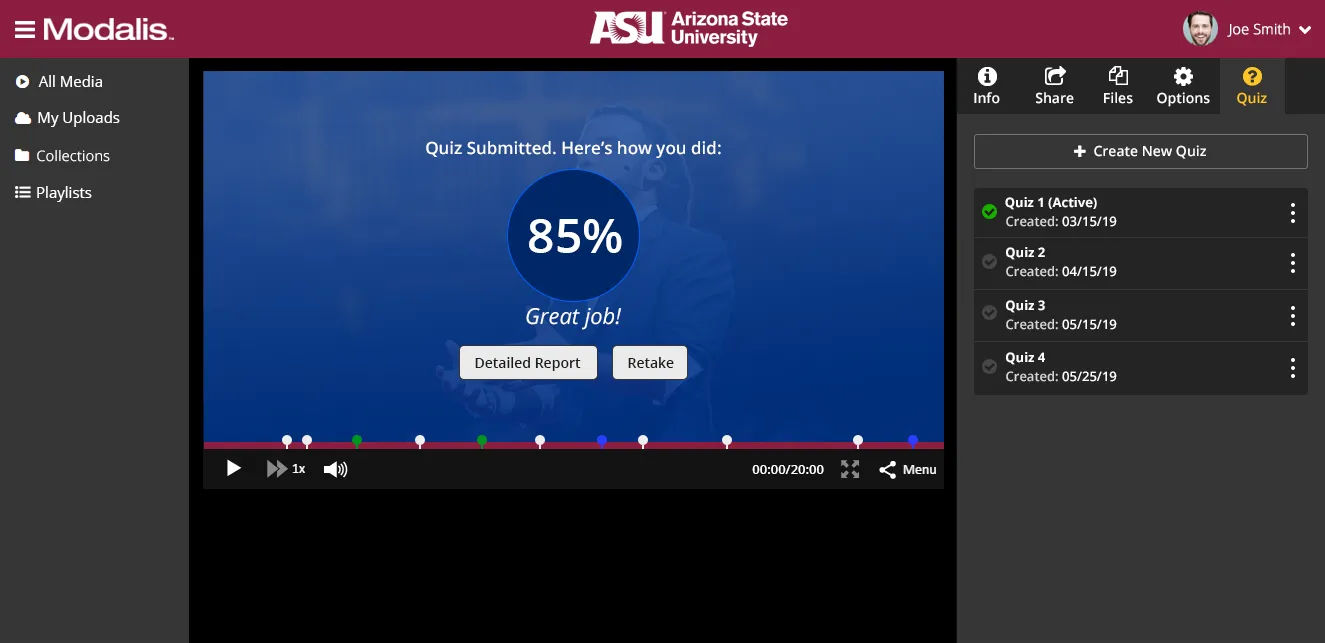 Modalis™
ASU Arizona State
University
Joe Smith
All Media
My Uploads
Collections
Playlists
Quiz Submitted. Here’s how you did:
85%
Great job!
Detailed Report
Retake
1x
00:00/20:00
Menu
Info
Share
Files
Options
Quiz
Create New Quiz
Quiz 1 (Active)
Created: 03/15/19
Quiz 2
Created: 04/15/19
Quiz 3
Created: 05/15/19
Quiz 4
Created: 05/25/19